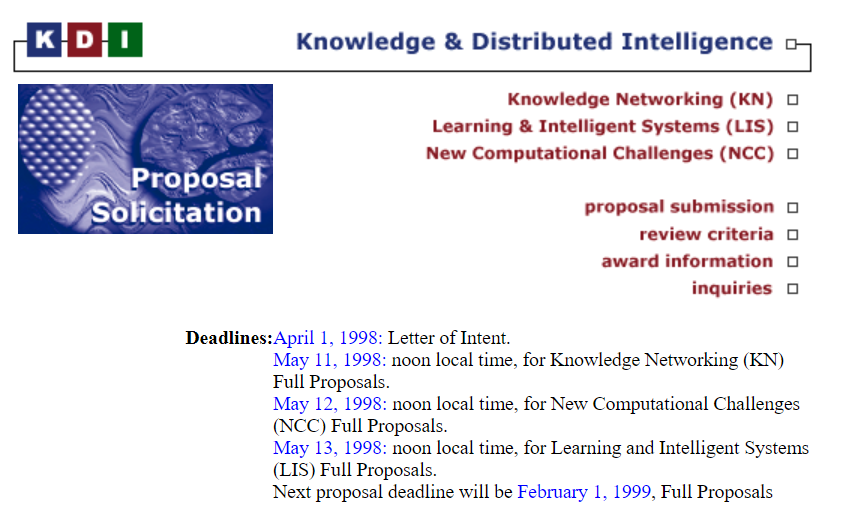 KDI
Knowledge & Distributed Intelligence
Proposal
Solicitation
Knowledge Networking (KN)
Learning & Intelligent Systems (LIS)
New Computational Challenges (NCC)
proposal submission
review criteria
award information
inquiries
Deadlines:April 1, 1998: Letter of Intent.
May 11, 1998: noon local time, for Knowledge Networking (KN)
Full Proposals.
May 12, 1998: noon local time, for New Computational Challenges
(NCC) Full Proposals.
May 13, 1998: noon local time, for Learning and Intelligent Systems
(LIS) Full Proposals.
Next proposal deadline will be February 1, 1999, Full Proposals